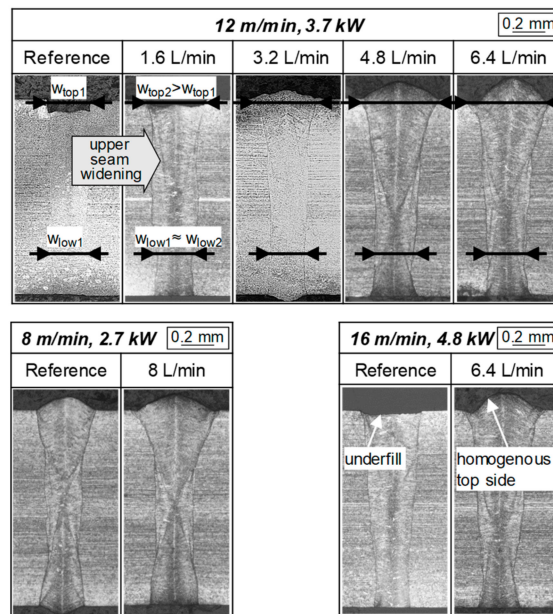 12 m/min, 3.7 kW
0.2 mm
Reference
1.6 L/min
3.2 L/min
4.8 L/min
6.4 L/min
wtop1
wtop2>wtop1
upper
seam
widening
wlow1
wlow1≈ wlow2
8 m/min, 2.7 kW
0.2 mm
Reference
8 L/min
16 m/min, 4.8 kW
0.2 mm
Reference
6.4 L/min
underfill
homogenous
top side